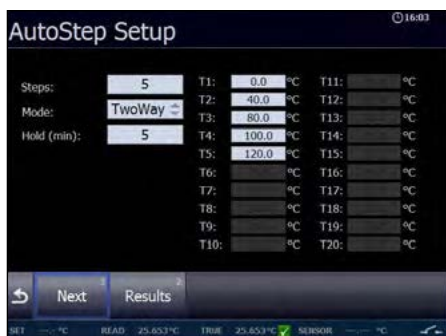 16:03
AutoStep Setup
Steps: 5
Mode: TwoWay
Hold (min): 5
T1: 0.0 °C T11: °C
T2: 40.0 °C T12: °C
T3: 80.0 °C T13: °C
T4: 100.0 °C T14: °C
T5: 120.0 °C T15: °C
T6: °C T16: °C
T7: °C T17: °C
T8: °C T18: °C
T9: °C T19: °C
T10: °C T20: °C
1 2
Next Results
SET --.-- °C READ 25.653°C TRUE 25.653°C SENSOR --.-- °C